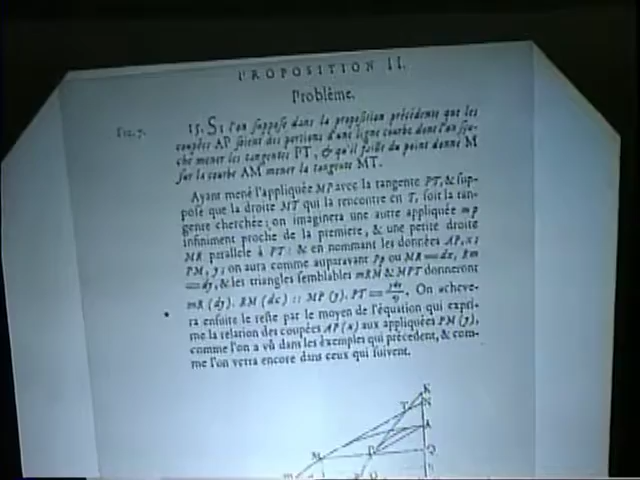 PROPOSITION II.
Problême.
Fig. 7.
15. SI l'on suppose dans la proposition précédente que les
coupées AP soient des portions d'une ligne courbe dont l'on sça-
che mener les tangentes PT, & qu'il faille du point donné M
sur la courbe AM mener la tangente MT.
Ayant mené l'appliquée MP avec la tangente PT, & sup-
posé que la droite MT qui la rencontre en T, soit la tan-
gente cherchée; on imaginera une autre appliquée mp
infiniment proche de la premiere, & une petite droite
MR parallele à PT: & en nommant les données AP, x;
PM, y; on aura comme auparavant Pp ou MR = dx, Rm
= dy, & les triangles semblables mRM & MPT donneront
mR (dy). RM (dx) :: MP (y). PT = ydx/dy. On acheve-
ra ensuite le reste par le moyen de l'équation qui expri-
me la relation des coupées AP (x) aux appliquées PM (y),
comme l'on a vû dans les exemples qui précedent, & com-
me l'on verra encore dans ceux qui suivent.
K
T N
A
M P Q
m